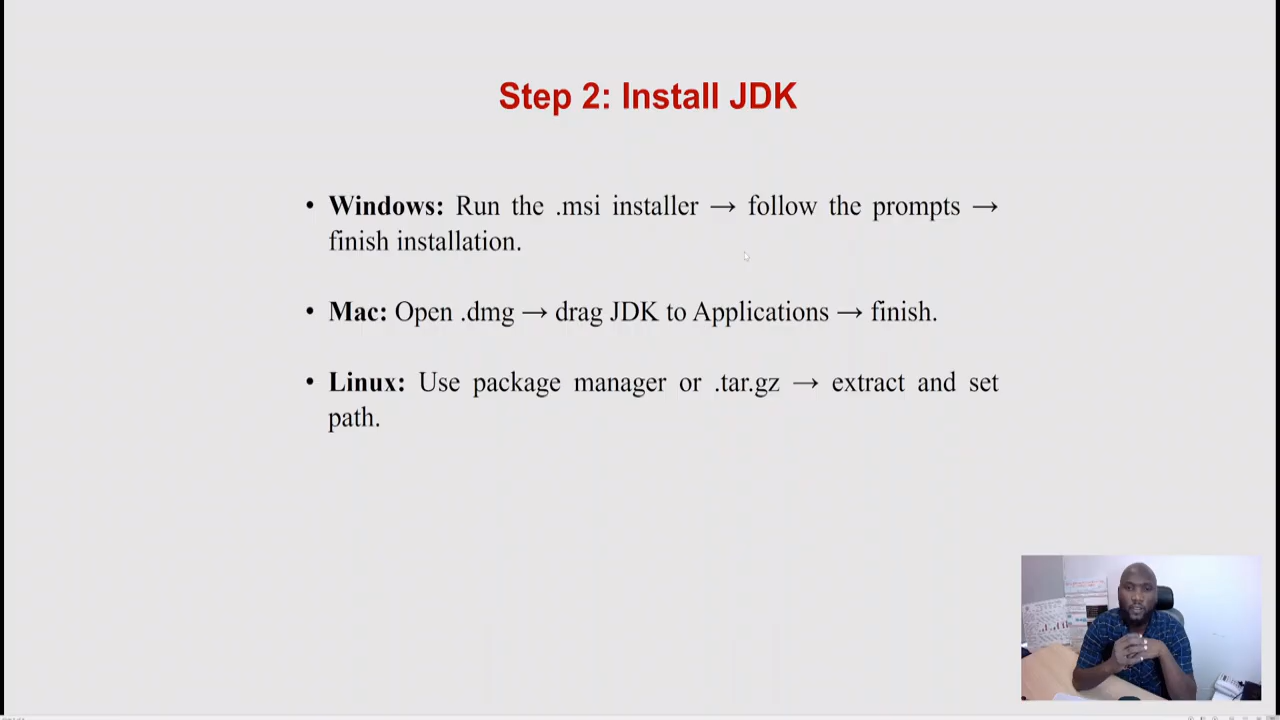 Step 2: Install JDK
• Windows: Run the .msi installer → follow the prompts →
finish installation.
• Mac: Open .dmg → drag JDK to Applications → finish.
• Linux: Use package manager or .tar.gz → extract and set
path.